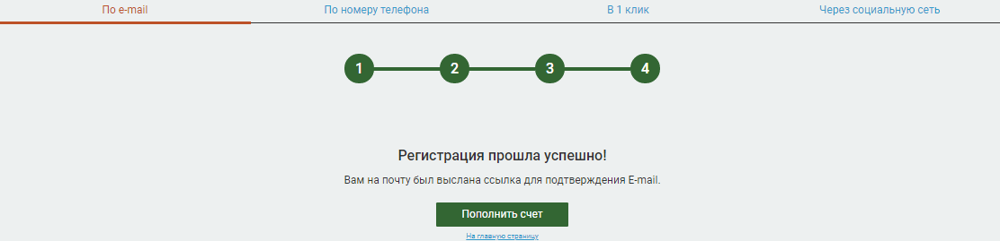 По e-mail
По номеру телефона
В 1 клик
Через социальную сеть
1 2 3 4
Регистрация прошла успешно!
Вам на почту был выслана ссылка для подтверждения E-mail.
Пополнить счет
На главную страницу